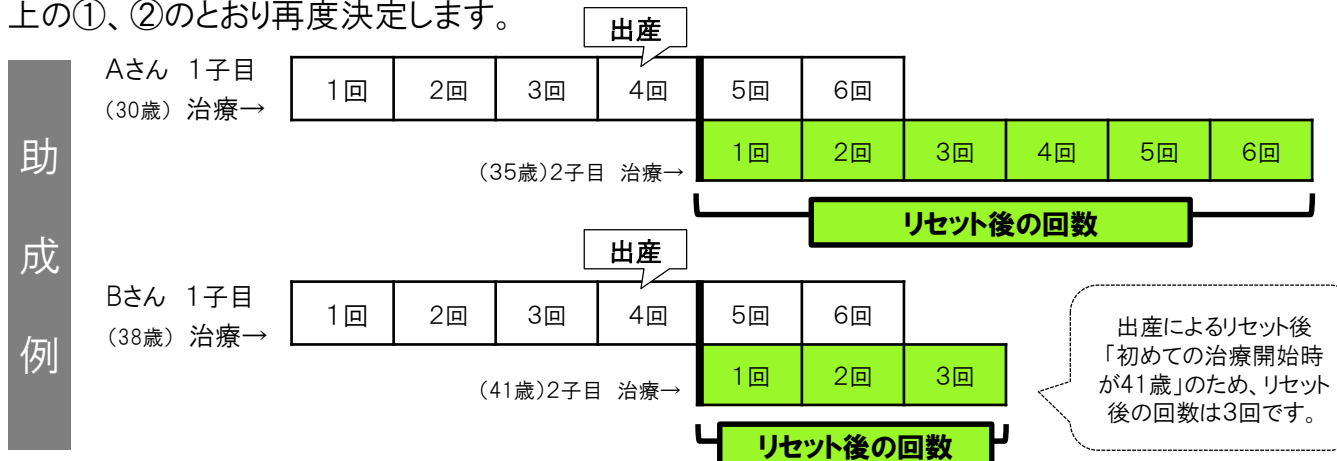 上の①、②のとおり再度決定します。
助成例
出産
Aさん 1子目
(30歳) 治療→
1回 2回 3回 4回 5回 6回
(35歳)2子目 治療→
1回 2回 3回 4回 5回 6回
リセット後の回数
出産
Bさん 1子目
(38歳) 治療→
1回 2回 3回 4回 5回 6回
(41歳)2子目 治療→
1回 2回 3回
リセット後の回数
出産によるリセット後
「初めての治療開始時
が41歳」のため、リセット
後の回数は3回です。